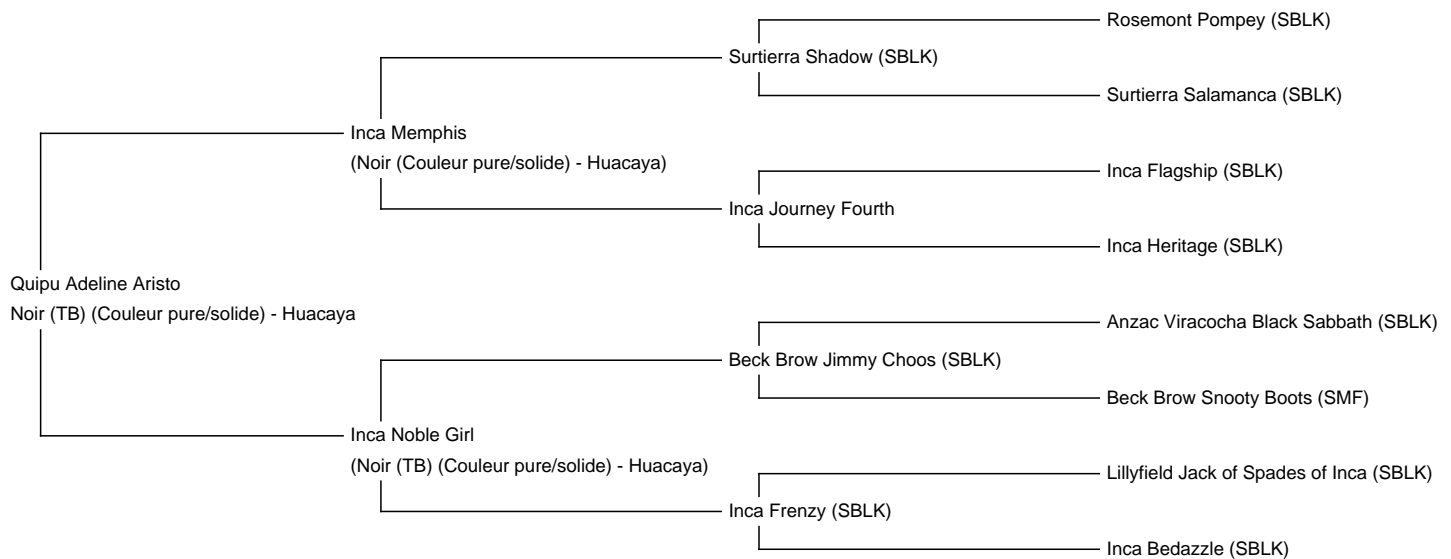 Rosemont Pompey (SBLK)
Surtierra Shadow (SBLK)
Surtierra Salamanca (SBLK)
Inca Memphis
(Noir (Couleur pure/solide) - Huacaya)
Inca Flagship (SBLK)
Inca Journey Fourth
Inca Heritage (SBLK)
Quipu Adeline Aristo
Noir (TB) (Couleur pure/solide) - Huacaya
Anzac Viracocha Black Sabbath (SBLK)
Beck Brow Jimmy Choos (SBLK)
Beck Brow Snooty Boots (SMF)
Inca Noble Girl
(Noir (TB) (Couleur pure/solide) - Huacaya)
Lillyfield Jack of Spades of Inca (SBLK)
Inca Frenzy (SBLK)
Inca Bedazzle (SBLK)